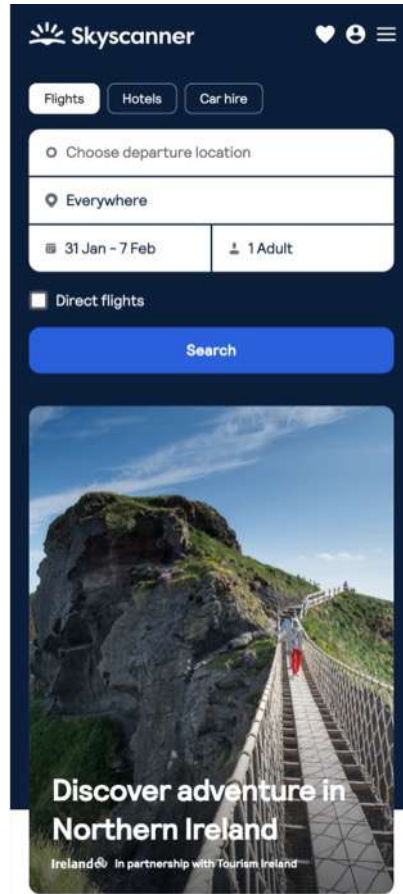 Skyscanner
Flights Hotels Car hire
Choose departure location
Everywhere
31 Jan - 7 Feb 1 Adult
Direct flights
Search
Discover adventure in
Northern Ireland
Ireland In partnership with Tourism Ireland